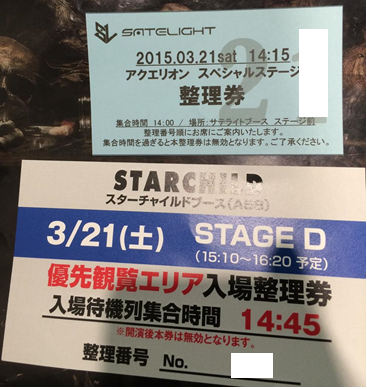 SATELIGHT
2015.03.21sat 14:15
アクエリオン スペシャルステージ
整理券
集合時間 14:00 / 場所:サテライトブース ステージ前
整理番号順にお席にご案内いたします。
集合時間を過ぎると本整理券は無効となります。ご了承ください。
STARCHILD
スターチャイルドブース(A58)
3/21(土) STAGE D
(15:10~16:20 予定)
優先観覧エリア入場整理券
入場待機列集合時間 14:45
※開演後本券は無効となります。
整理番号 No.